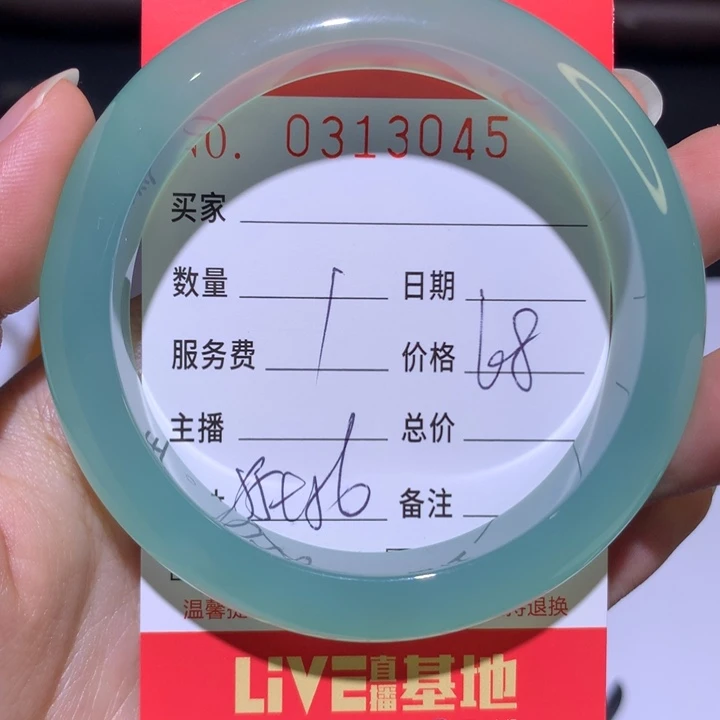 NO. 0313045
买家
数量 1 日期
服务费 价格 68
主播 总价
备注
温馨提 退换
LiVE直播基地